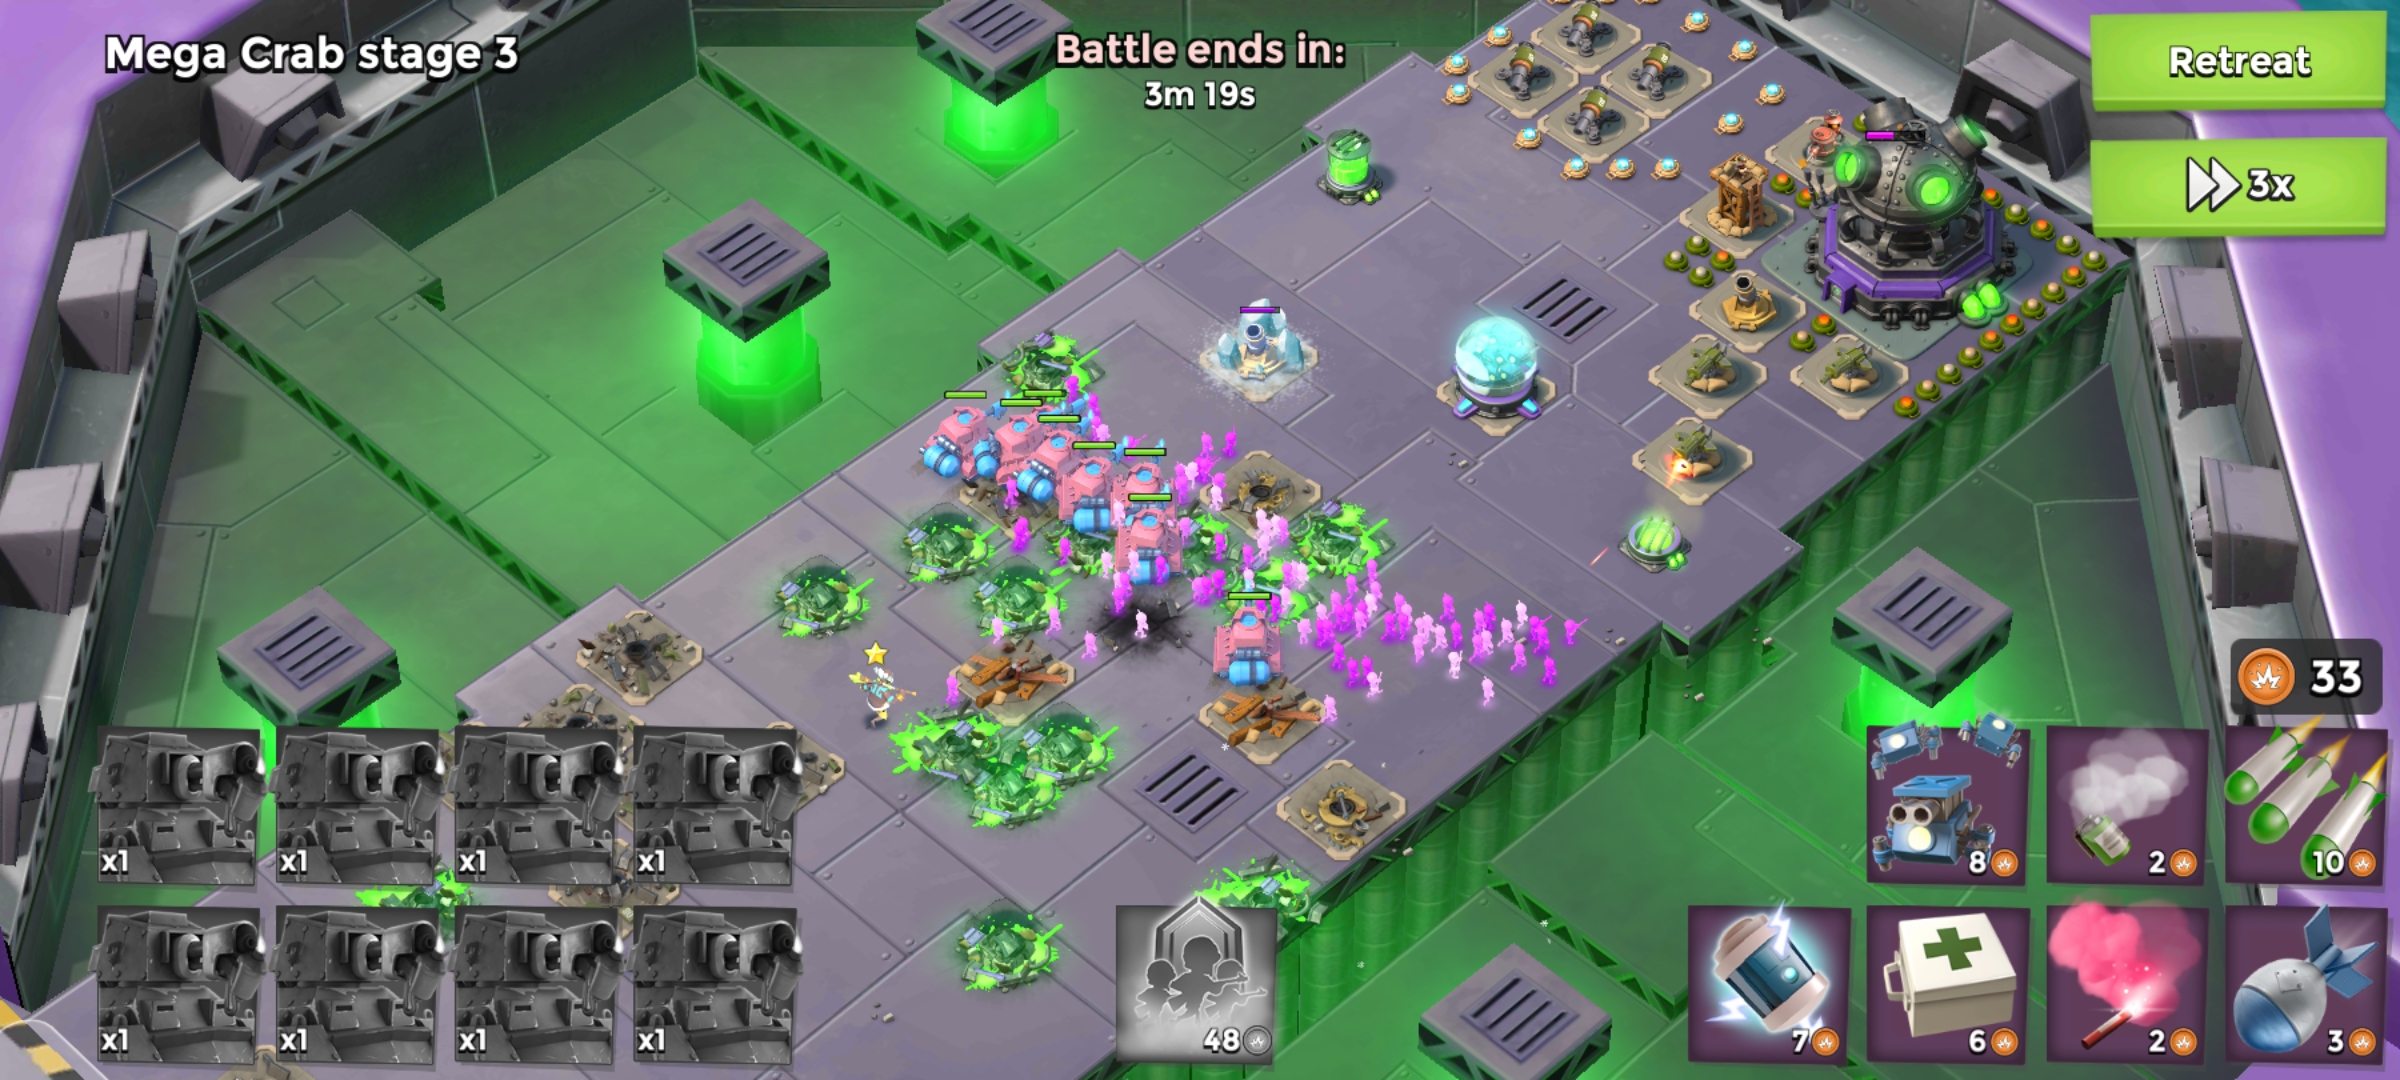 Mega Crab stage 3
Battle ends in:
3m 19s
Retreat
3x
33
8
2
10
x1
x1
x1
x1
x1
x1
x1
x1
48
7
6
2
3